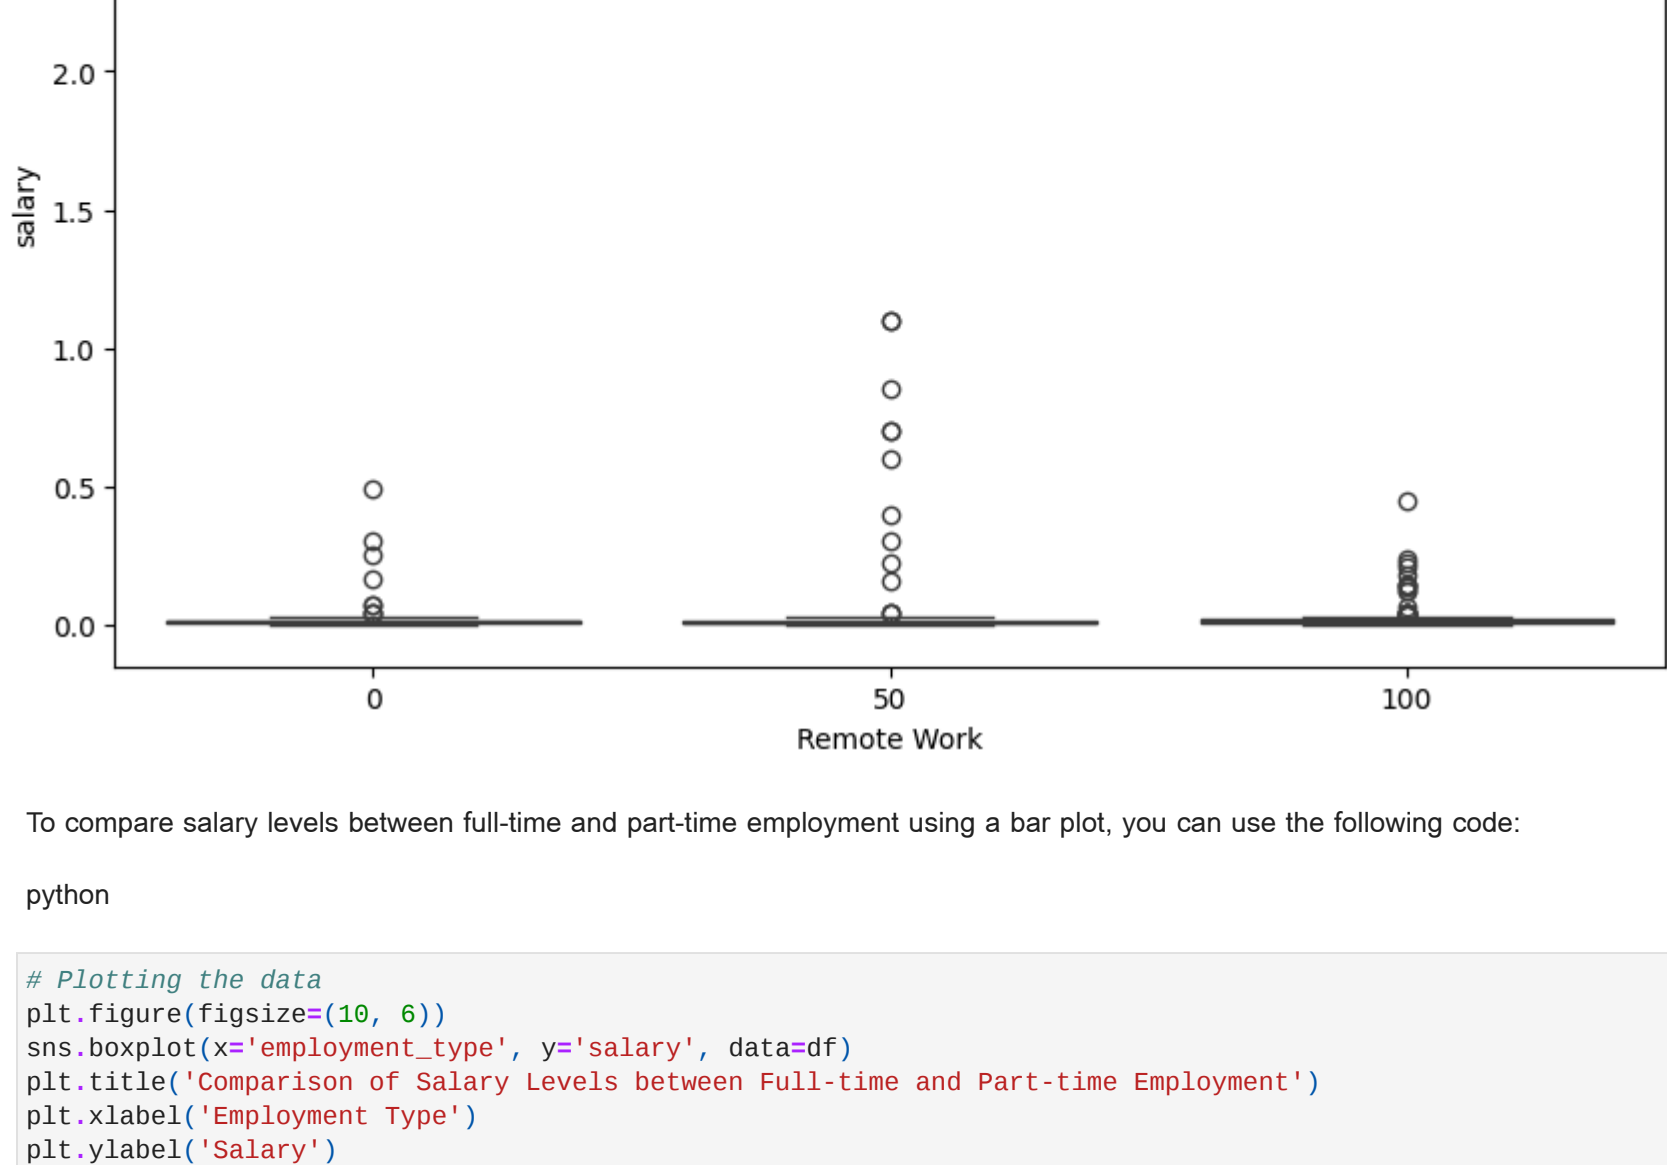 2.0
salary
1.5
1.0
0.5
0.0
0 50 100
Remote Work
To compare salary levels between full-time and part-time employment using a bar plot, you can use the following code:
python
# Plotting the data
plt.figure(figsize=(10, 6))
sns.boxplot(x='employment_type', y='salary', data=df)
plt.title('Comparison of Salary Levels between Full-time and Part-time Employment')
plt.xlabel('Employment Type')
plt.ylabel('Salary')